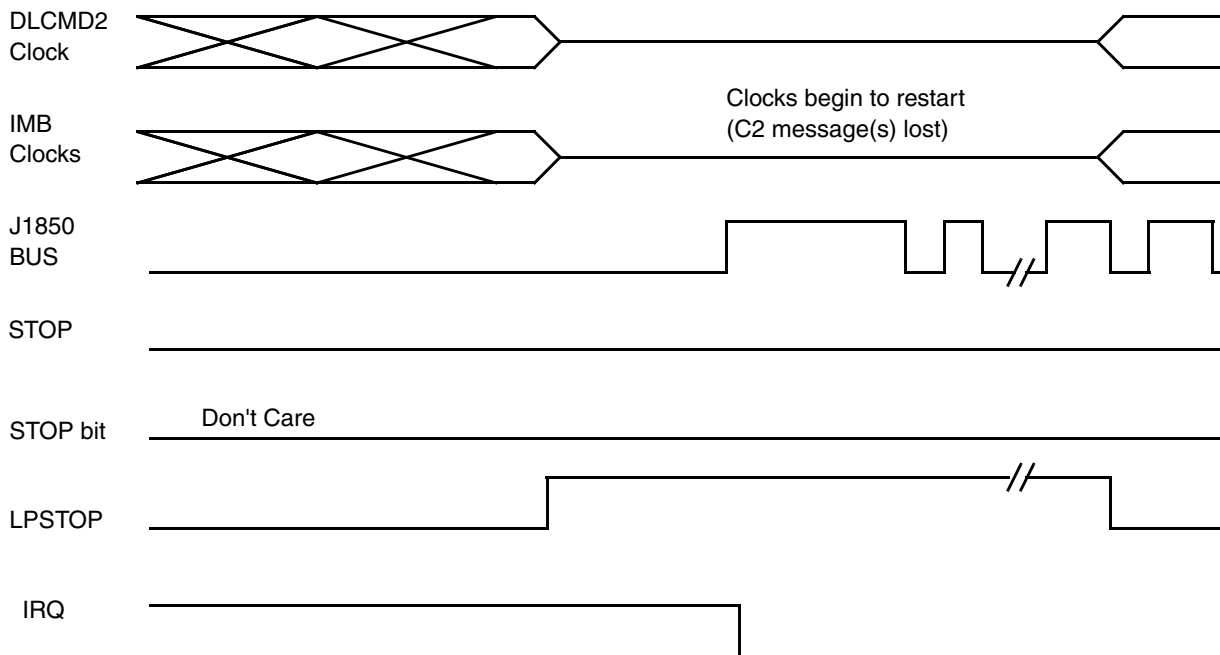 DLCMD2
Clock
Clocks begin to restart
(C2 message(s) lost)
IMB
Clocks
J1850
BUS
STOP
Don't Care
STOP bit
LPSTOP
IRQ